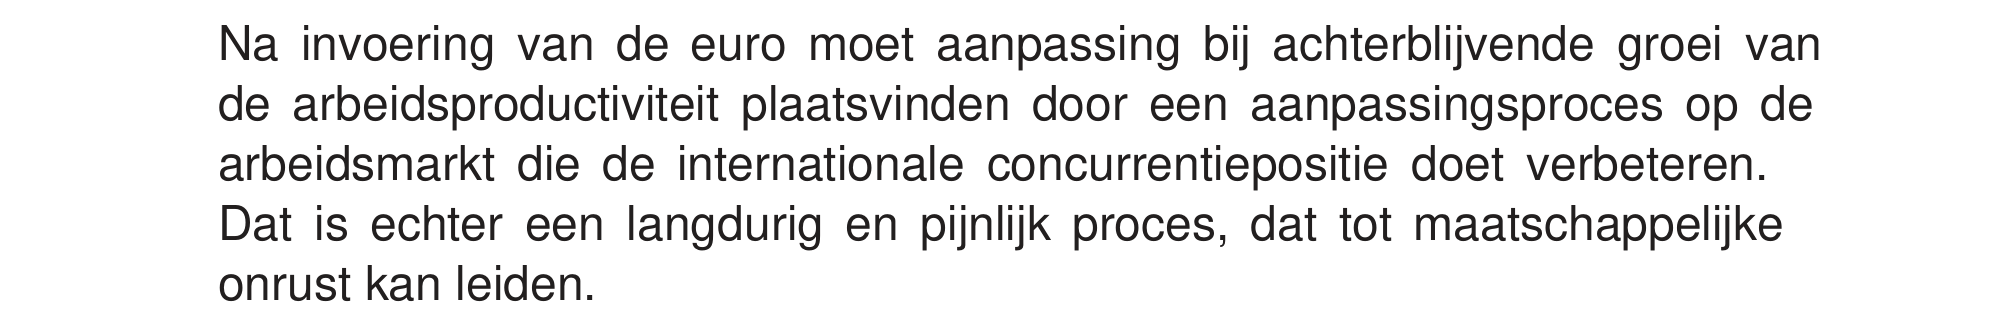 Na invoering van de euro moet aanpassing bij achterblijvende groei van
de arbeidsproductiviteit plaatsvinden door een aanpassingsproces op de
arbeidsmarkt die de internationale concurrentiepositie doet verbeteren.
Dat is echter een langdurig en pijnlijk proces, dat tot maatschappelijke
onrust kan leiden.